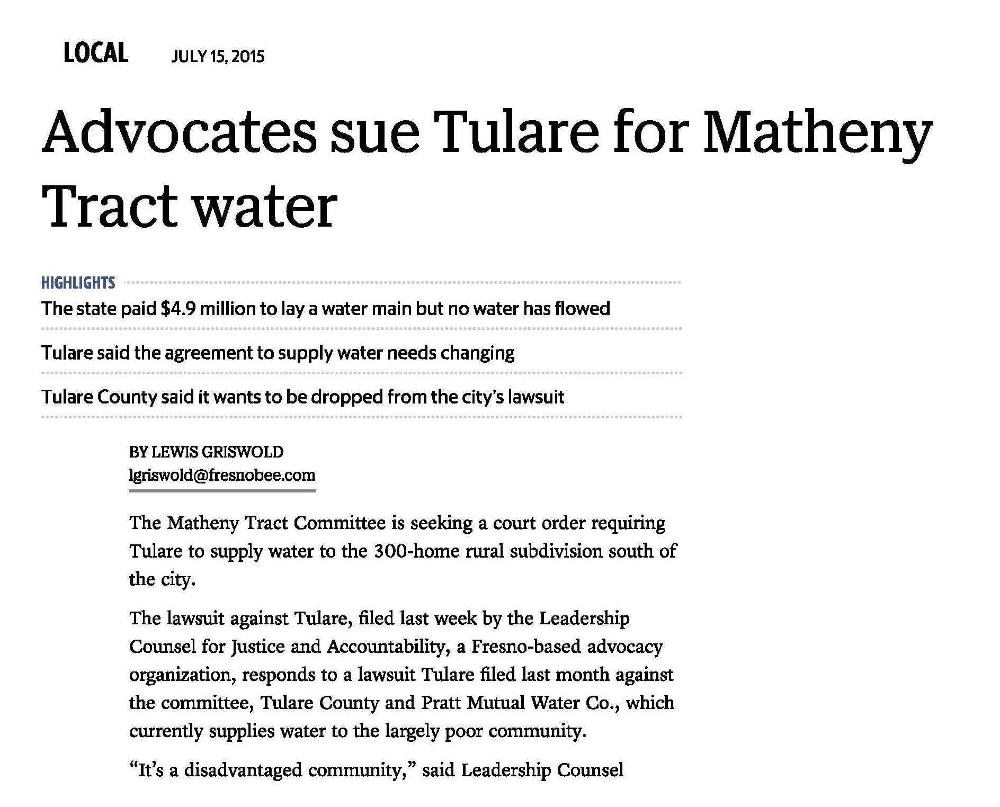 LOCAL JULY 15, 2015
Advocates sue Tulare for Matheny
Tract water
HIGHLIGHTS
The state paid $4.9 million to lay a water main but no water has flowed
Tulare said the agreement to supply water needs changing
Tulare County said it wants to be dropped from the city’s lawsuit
BY LEWIS GRISWOLD
lgriswold@fresnobee.com
The Matheny Tract Committee is seeking a court order requiring
Tulare to supply water to the 300-home rural subdivision south of
the city.
The lawsuit against Tulare, filed last week by the Leadership
Counsel for Justice and Accountability, a Fresno-based advocacy
organization, responds to a lawsuit Tulare filed last month against
the committee, Tulare County and Pratt Mutual Water Co., which
currently supplies water to the largely poor community.
“It’s a disadvantaged community,” said Leadership Counsel